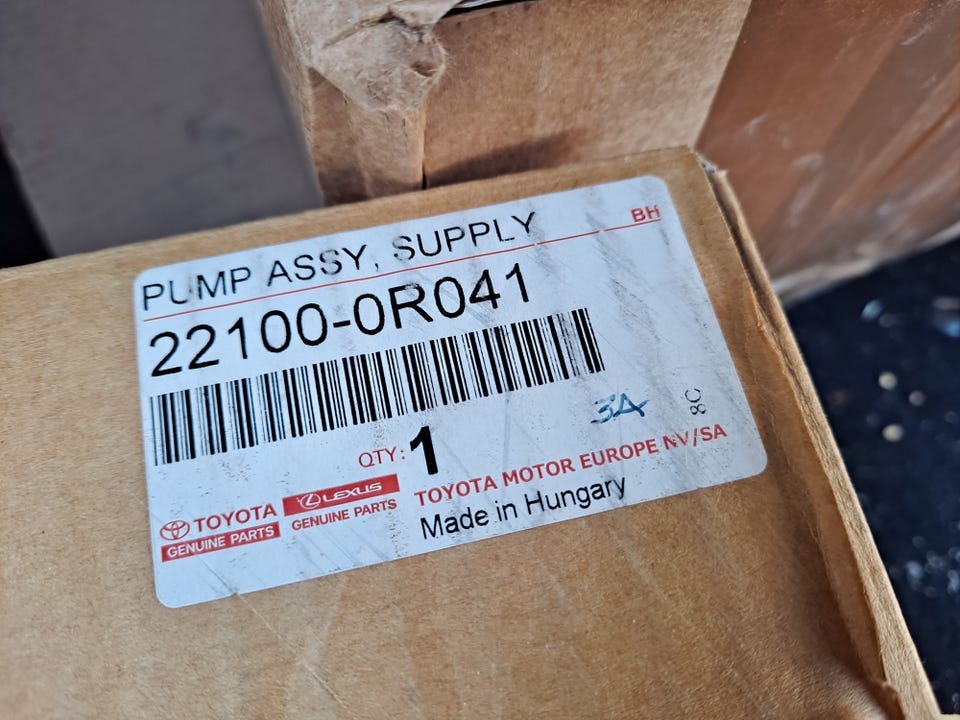 BH
PUMP ASSY, SUPPLY
22100-0R041
3A
8C
QTY: 1
TOYOTA
GENUINE PARTS
LEXUS
GENUINE PARTS
TOYOTA MOTOR EUROPE NV/SA
Made in Hungary